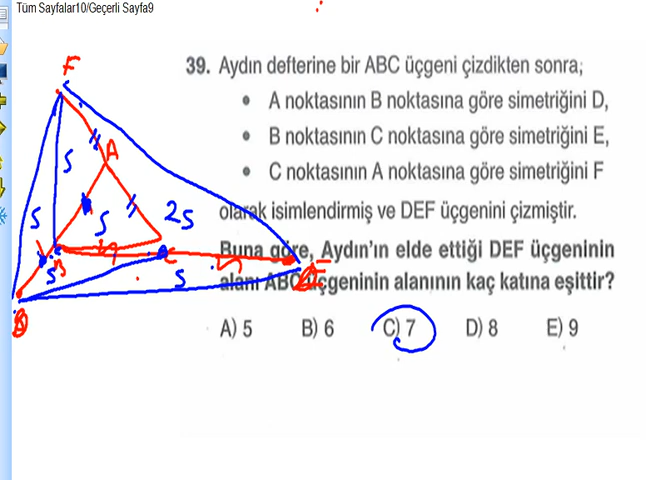 Tüm Sayfalar10/Geçerli Sayfa9
39. Aydın defterine bir ABC üçgeni çizdikten sonra;
• A noktasının B noktasına göre simetriğini D,
• B noktasının C noktasına göre simetriğini E,
• C noktasının A noktasına göre simetriğini F
olarak isimlendirmiş ve DEF üçgenini çizmiştir.
Buna göre, Aydın'ın elde ettiği DEF üçgeninin
alanı ABC üçgeninin alanının kaç katına eşittir?
A) 5 B) 6 C) 7 D) 8 E) 9
F
A
S
S
S
2S
B
C
E
S
S
D